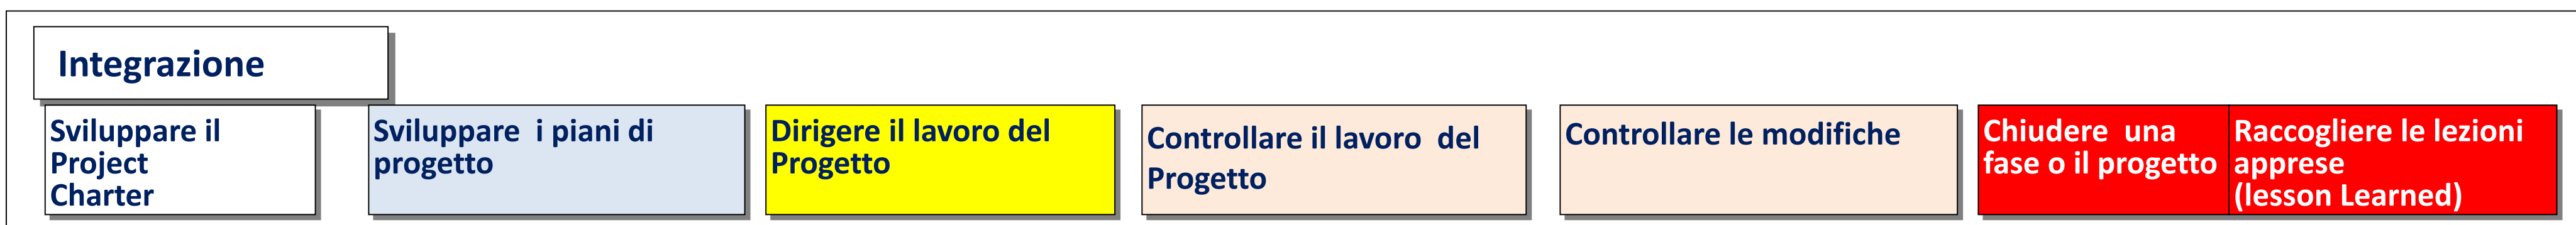 Integrazione
Sviluppare il
Project
Charter
Sviluppare i piani di
progetto
Dirigere il lavoro del
Progetto
Controllare il lavoro del
Progetto
Controllare le modifiche
Chiudere una
fase o il progetto
Raccogliere le lezioni
apprese
(lesson Learned)